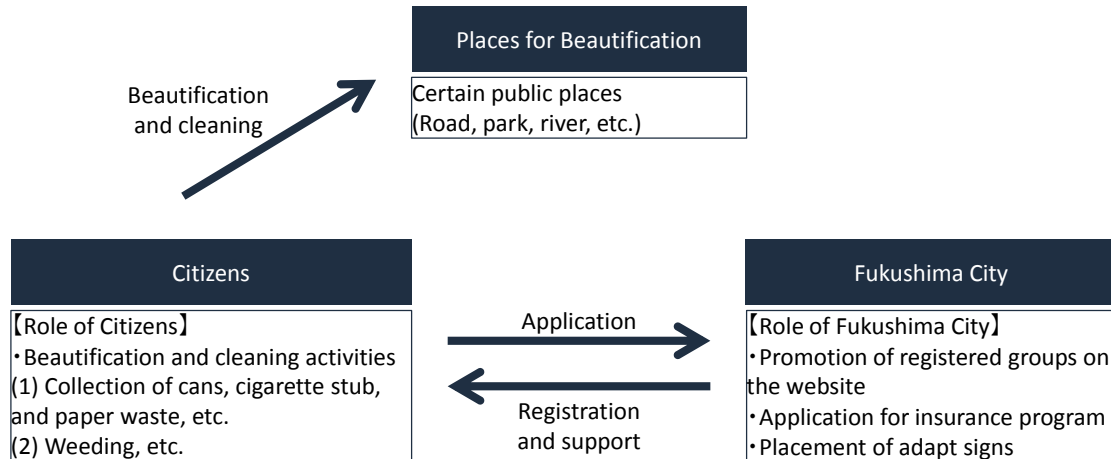 Places for Beautification
Certain public places
(Road, park, river, etc.)
Beautification
and cleaning
Citizens
【Role of Citizens】
・Beautification and cleaning activities
(1) Collection of cans, cigarette stub,
and paper waste, etc.
(2) Weeding, etc.
Application
Registration
and support
Fukushima City
【Role of Fukushima City】
・Promotion of registered groups on
the website
・Application for insurance program
・Placement of adapt signs